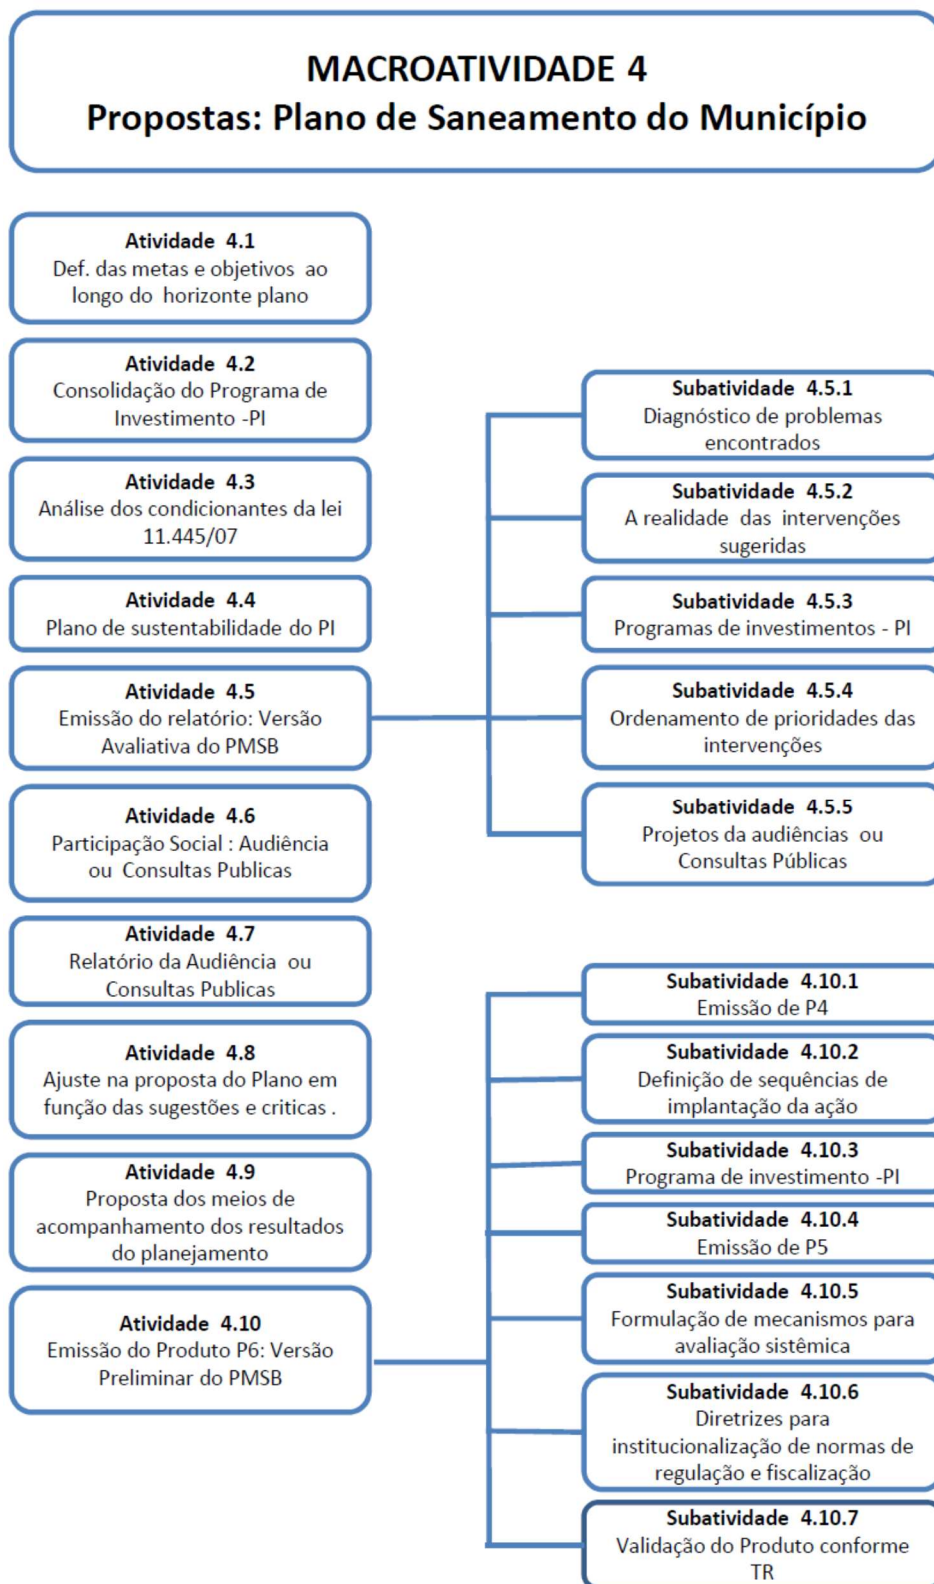 MACROATIVIDADE 4
Propostas: Plano de Saneamento do Município
Atividade 4.1
Def. das metas e objetivos ao
longo do horizonte plano
Atividade 4.2
Consolidação do Programa de
Investimento -PI
Atividade 4.3
Análise dos condicionantes da lei
11.445/07
Atividade 4.4
Plano de sustentabilidade do PI
Atividade 4.5
Emissão do relatório: Versão
Avaliativa do PMSB
Atividade 4.6
Participação Social : Audiência
ou Consultas Publicas
Atividade 4.7
Relatório da Audiência ou
Consultas Publicas
Atividade 4.8
Ajuste na proposta do Plano em
função das sugestões e criticas .
Atividade 4.9
Proposta dos meios de
acompanhamento dos resultados
do planejamento
Atividade 4.10
Emissão do Produto P6: Versão
Preliminar do PMSB
Subatividade 4.5.1
Diagnóstico de problemas
encontrados
Subatividade 4.5.2
A realidade das intervenções
sugeridas
Subatividade 4.5.3
Programas de investimentos - PI
Subatividade 4.5.4
Ordenamento de prioridades das
intervenções
Subatividade 4.5.5
Projetos da audiências ou
Consultas Públicas
Subatividade 4.10.1
Emissão de P4
Subatividade 4.10.2
Definição de sequências de
implantação da ação
Subatividade 4.10.3
Programa de investimento -PI
Subatividade 4.10.4
Emissão de P5
Subatividade 4.10.5
Formulação de mecanismos para
avaliação sistêmica
Subatividade 4.10.6
Diretrizes para
institucionalização de normas de
regulação e fiscalização
Subatividade 4.10.7
Validação do Produto conforme
TR